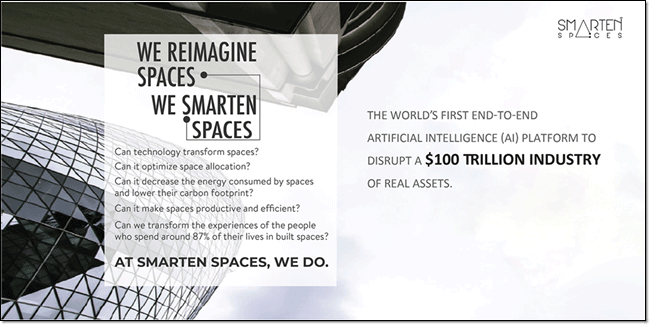 WE REIMAGINE
SPACES
WE SMARTEN
SPACES
Can technology transform spaces?
Can it optimize space allocation?
Can it decrease the energy consumed by spaces
and lower their carbon footprint?
Can it make spaces productive and efficient?
Can we transform the experiences of the people
who spend around 87% of their lives in built spaces?
AT SMARTEN SPACES, WE DO.
SMARTEN
SPACES
THE WORLD'S FIRST END-TO-END
ARTIFICIAL INTELLIGENCE (AI) PLATFORM TO
DISRUPT A $100 TRILLION INDUSTRY
OF REAL ASSETS.